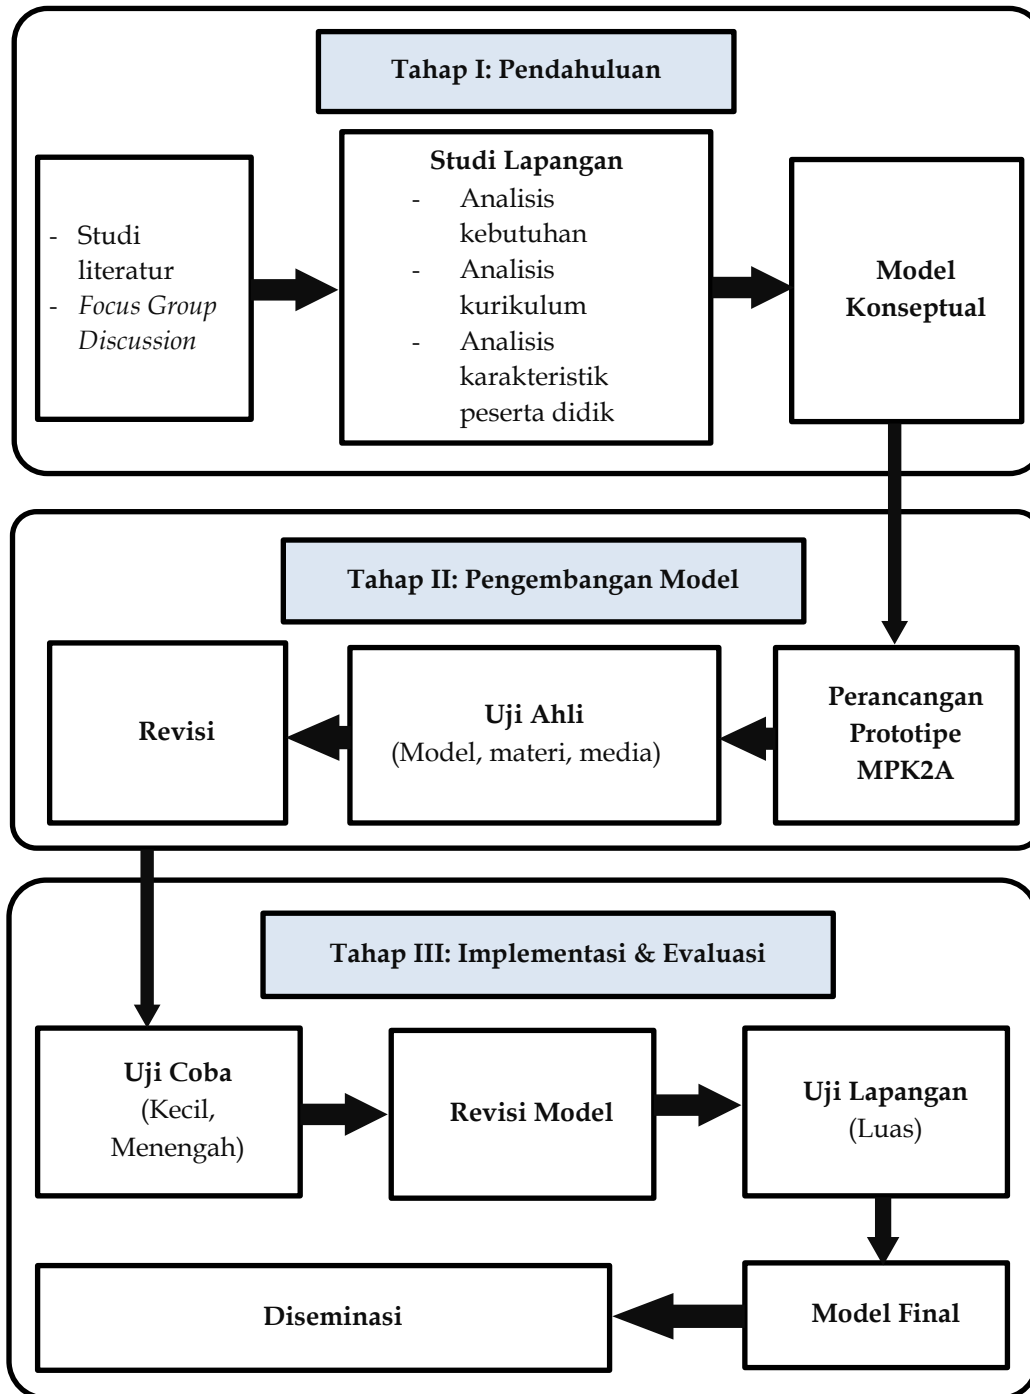 Tahap I: Pendahuluan
- Studi
literatur
- Focus Group
Discussion
Studi Lapangan
- Analisis
kebutuhan
- Analisis
kurikulum
- Analisis
karakteristik
peserta didik
Model
Konseptual
Tahap II: Pengembangan Model
Perancangan
Prototipe
MPK2A
Uji Ahli
(Model, materi, media)
Revisi
Tahap III: Implementasi & Evaluasi
Uji Coba
(Kecil,
Menengah)
Revisi Model
Uji Lapangan
(Luas)
Model Final
Diseminasi